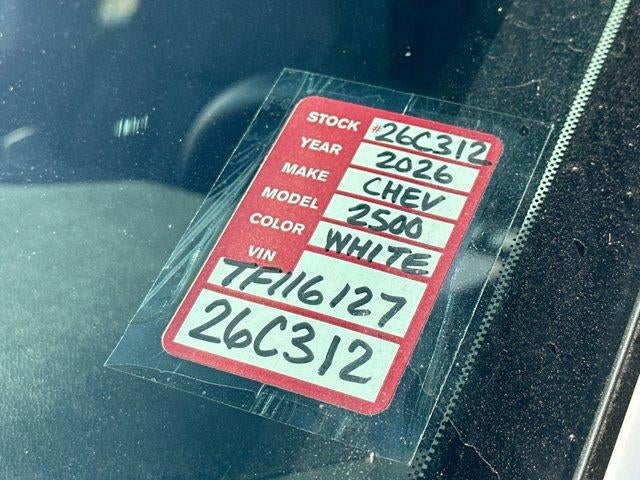 STOCK #26C312
YEAR 2026
MAKE CHEV
MODEL 2500
COLOR WHITE
VIN
TF116127
26C312